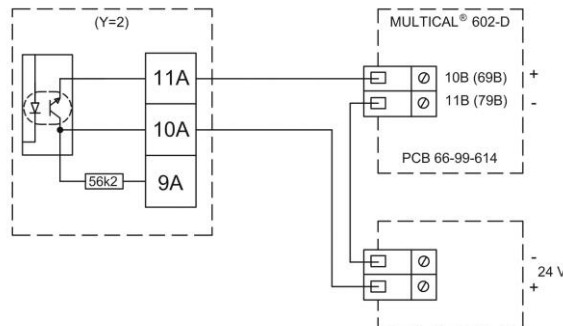 (Y=2)
11A
10A
9A
56k2
MULTICAL® 602-D
10B (69B) +
11B (79B) -
PCB 66-99-614
-
24 V
+